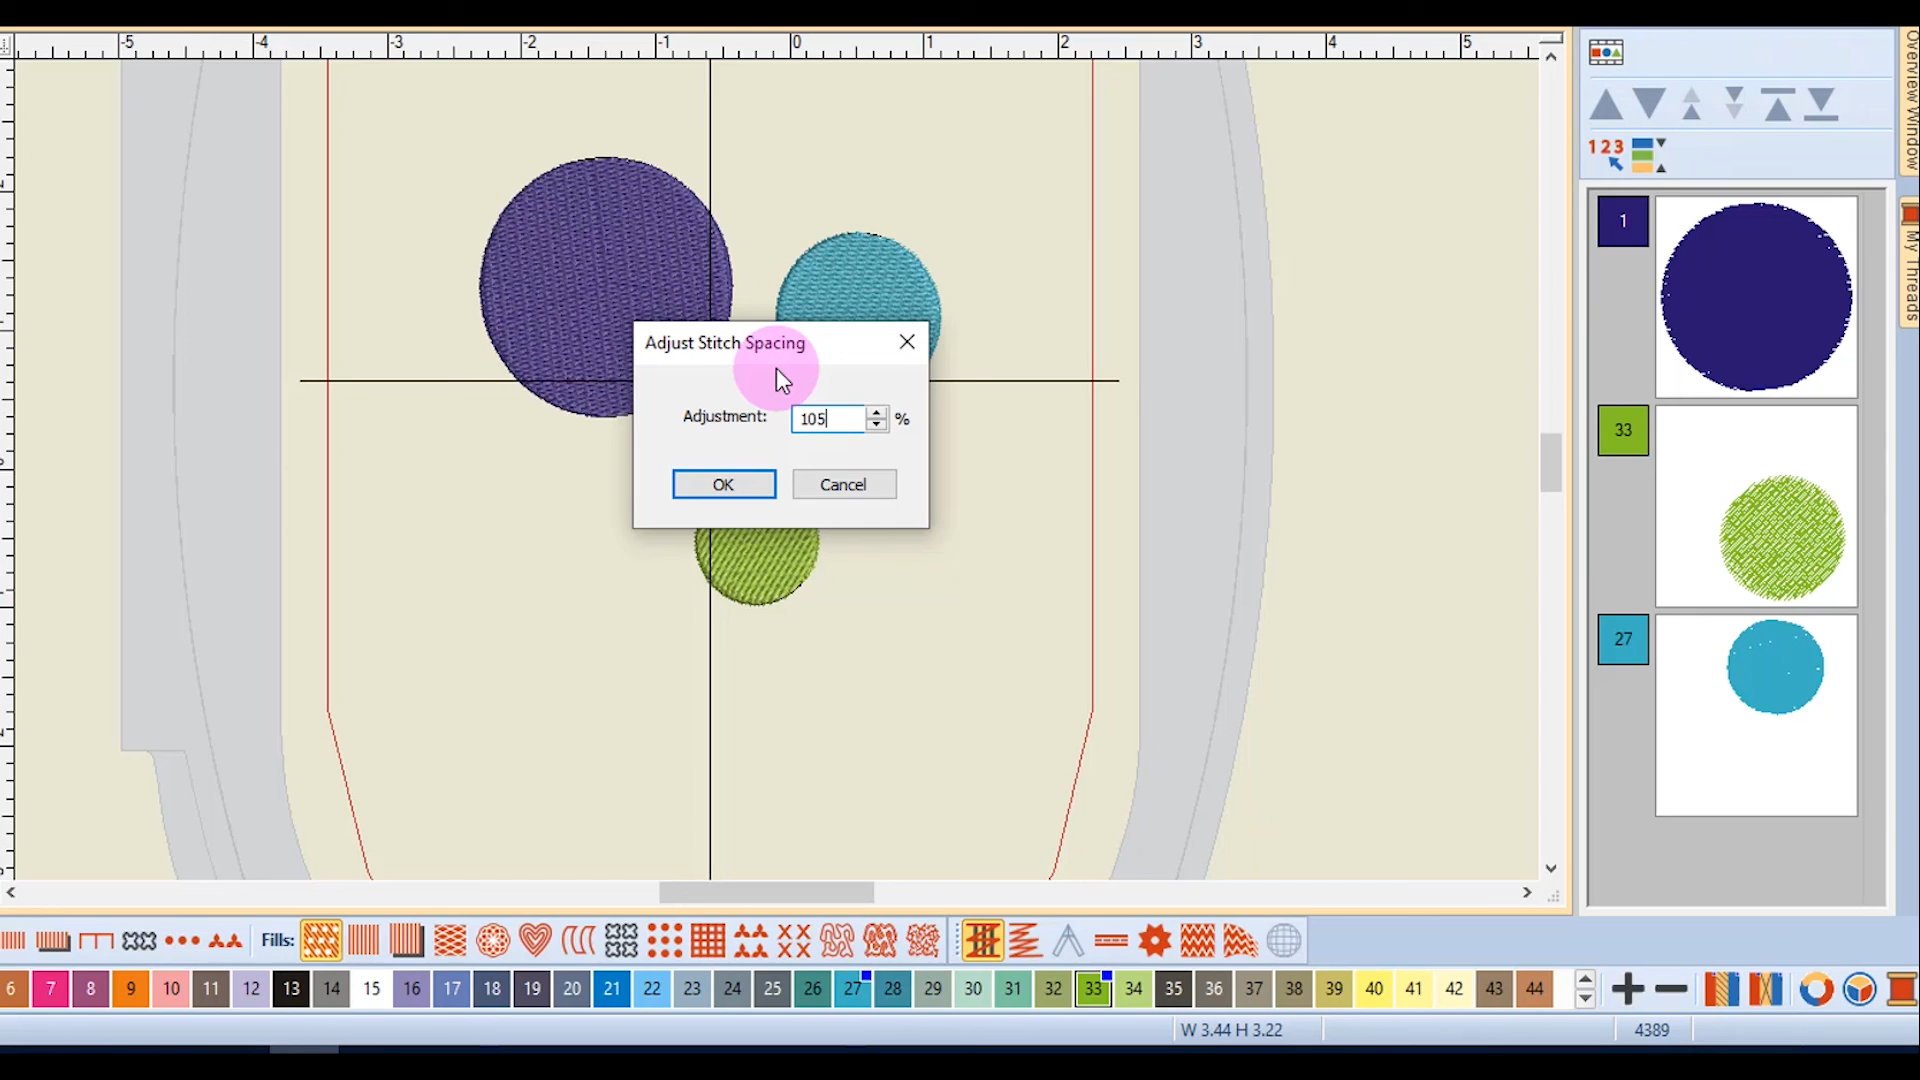 -5 -4 -3 -2 -1 0 1 2 3 4 5
Overview Window
1 2 3
1
My Threads
Adjust Stitch Spacing
Adjustment: 105 %
OK Cancel
33
27
Fills:
6 7 8 9 10 11 12 13 14 15 16 17 18 19 20 21 22 23 24 25 26 27 28 29 30 31 32 33 34 35 36 37 38 39 40 41 42 43 44
W 3.44 H 3.22 4389